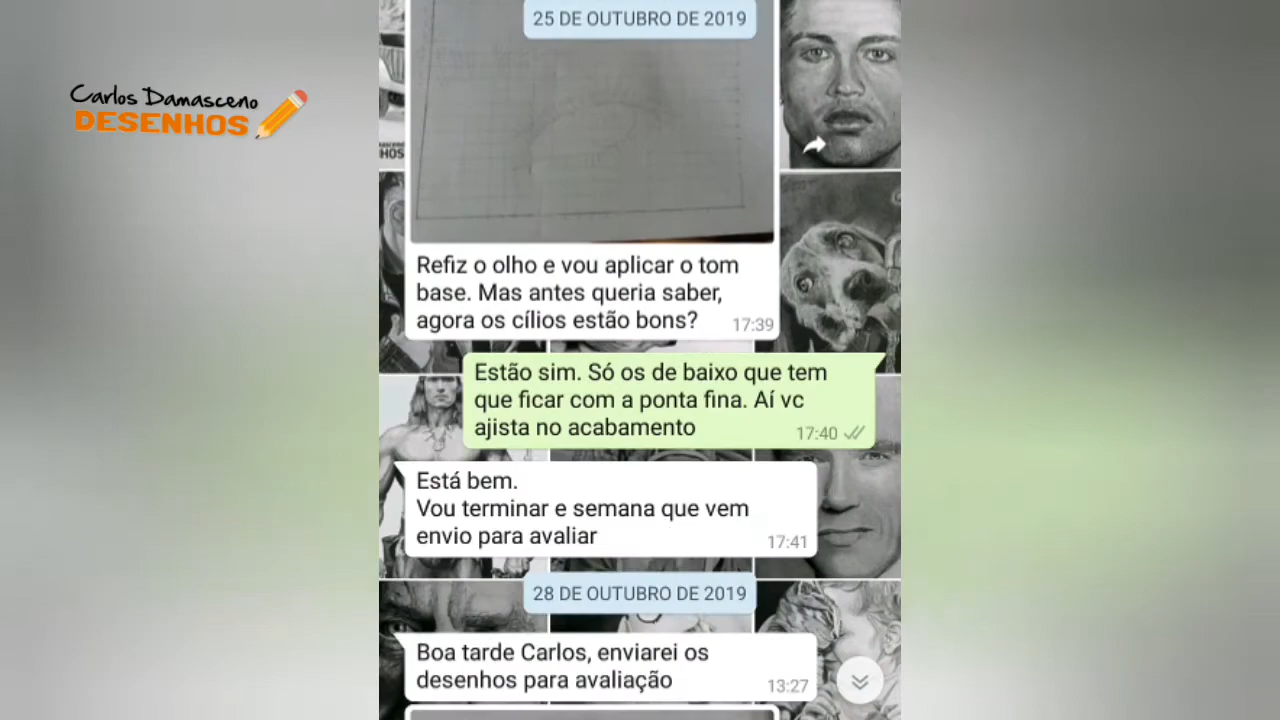 25 DE OUTUBRO DE 2019
Carlos Damasceno
DESENHOS
HOS
Refiz o olho e vou aplicar o tom
base. Mas antes queria saber,
agora os cílios estão bons?
17:39
Estão sim. Só os de baixo que tem
que ficar com a ponta fina. Aí vc
ajista no acabamento
17:40
Está bem.
Vou terminar e semana que vem
envio para avaliar
17:41
28 DE OUTUBRO DE 2019
Boa tarde Carlos, enviarei os
desenhos para avaliação
13:27